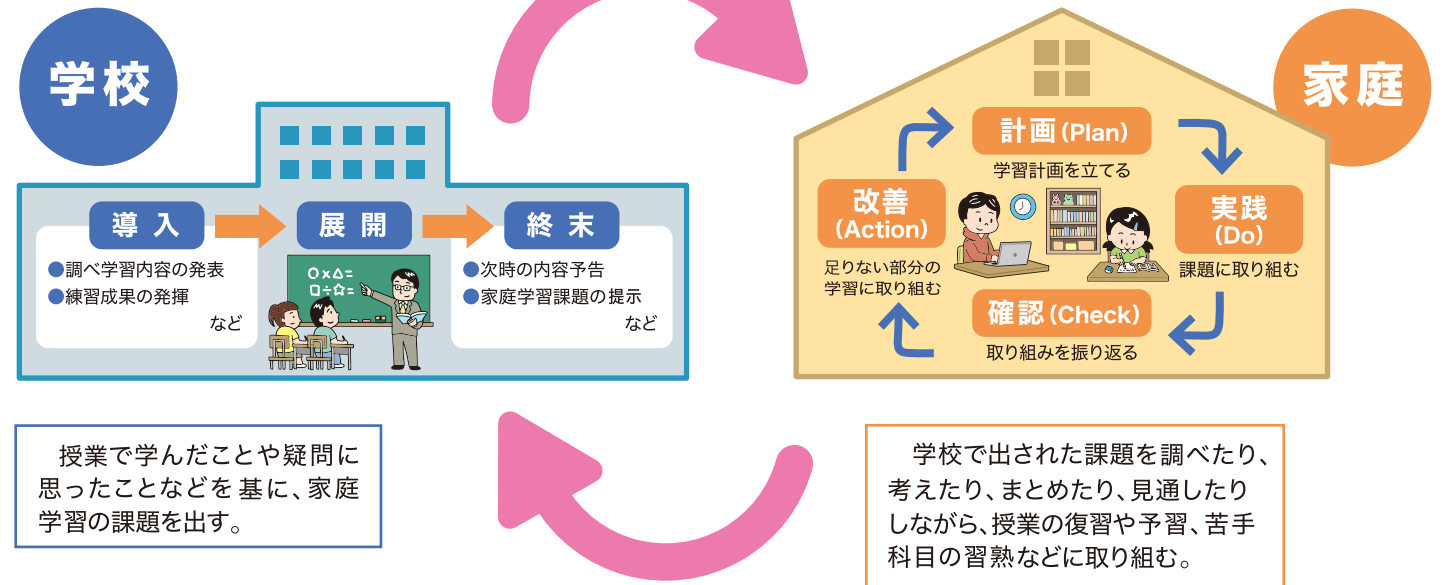 学校
導入
展開
終末
●調べ学習内容の発表
●練習成果の発揮
など
○×△=
□÷☆=
●次時の内容予告
●家庭学習課題の提示
など
授業で学んだことや疑問に
思ったことなどを基に、家庭
学習の課題を出す。
家庭
計画(Plan)
学習計画を立てる
実践
(Do)
課題に取り組む
確認(Check)
取り組みを振り返る
改善
(Action)
足りない部分の
学習に取り組む
学校で出された課題を調べたり、
考えたり、まとめたり、見通したり
しながら、授業の復習や予習、苦手
科目の習熟などに取り組む。